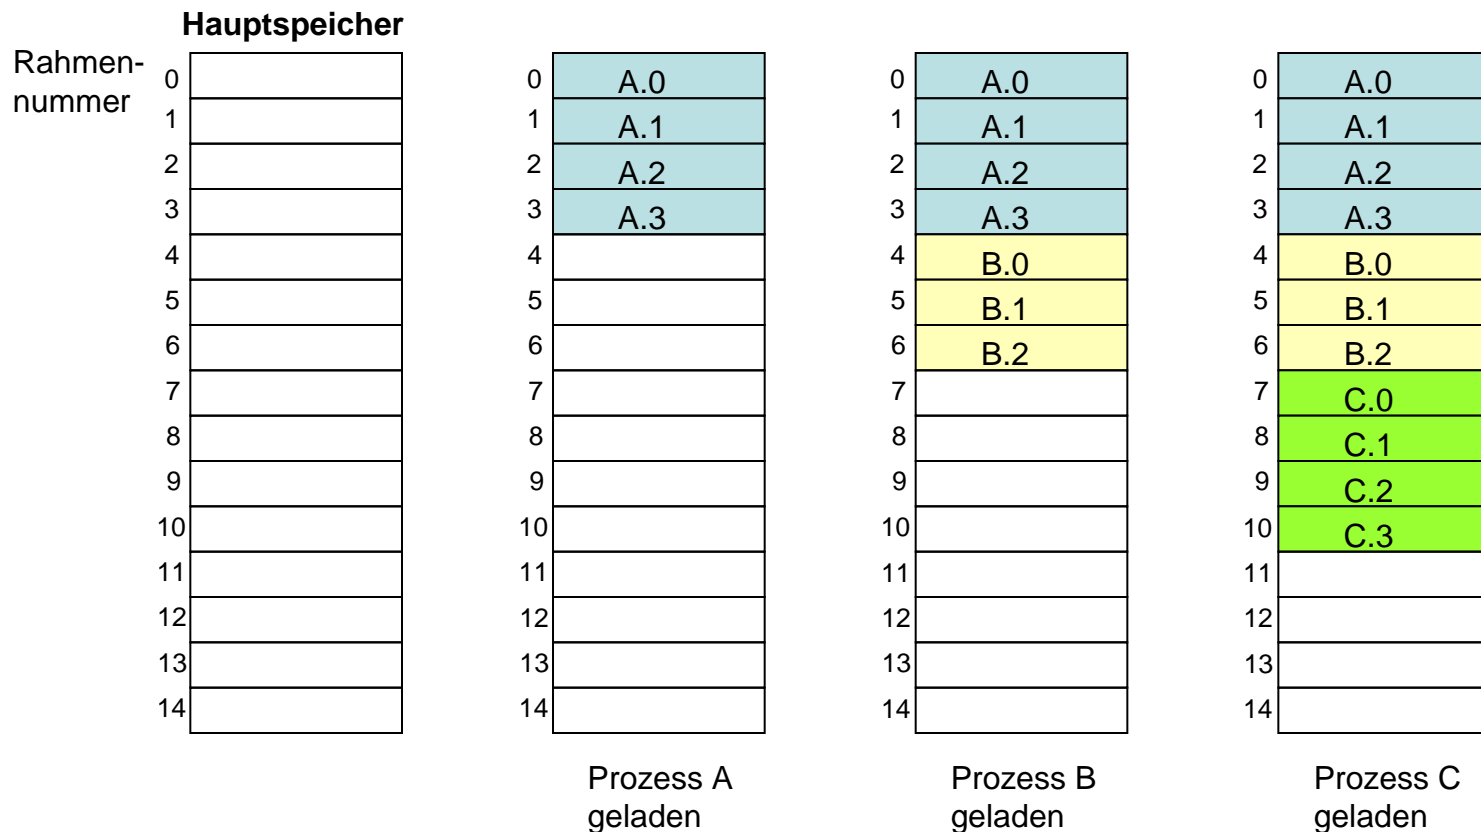 Hauptspeicher
Rahmen-
nummer
0 0 A.0 0 A.0 0 A.0
1 1 A.1 1 A.1 1 A.1
2 2 A.2 2 A.2 2 A.2
3 3 A.3 3 A.3 3 A.3
4 4 4 B.0 4 B.0
5 5 5 B.1 5 B.1
6 6 6 B.2 6 B.2
7 7 7 7 C.0
8 8 8 8 C.1
9 9 9 9 C.2
10 10 10 10 C.3
11 11 11 11
12 12 12 12
13 13 13 13
14 14 14 14
Prozess A Prozess B Prozess C
geladen geladen geladen